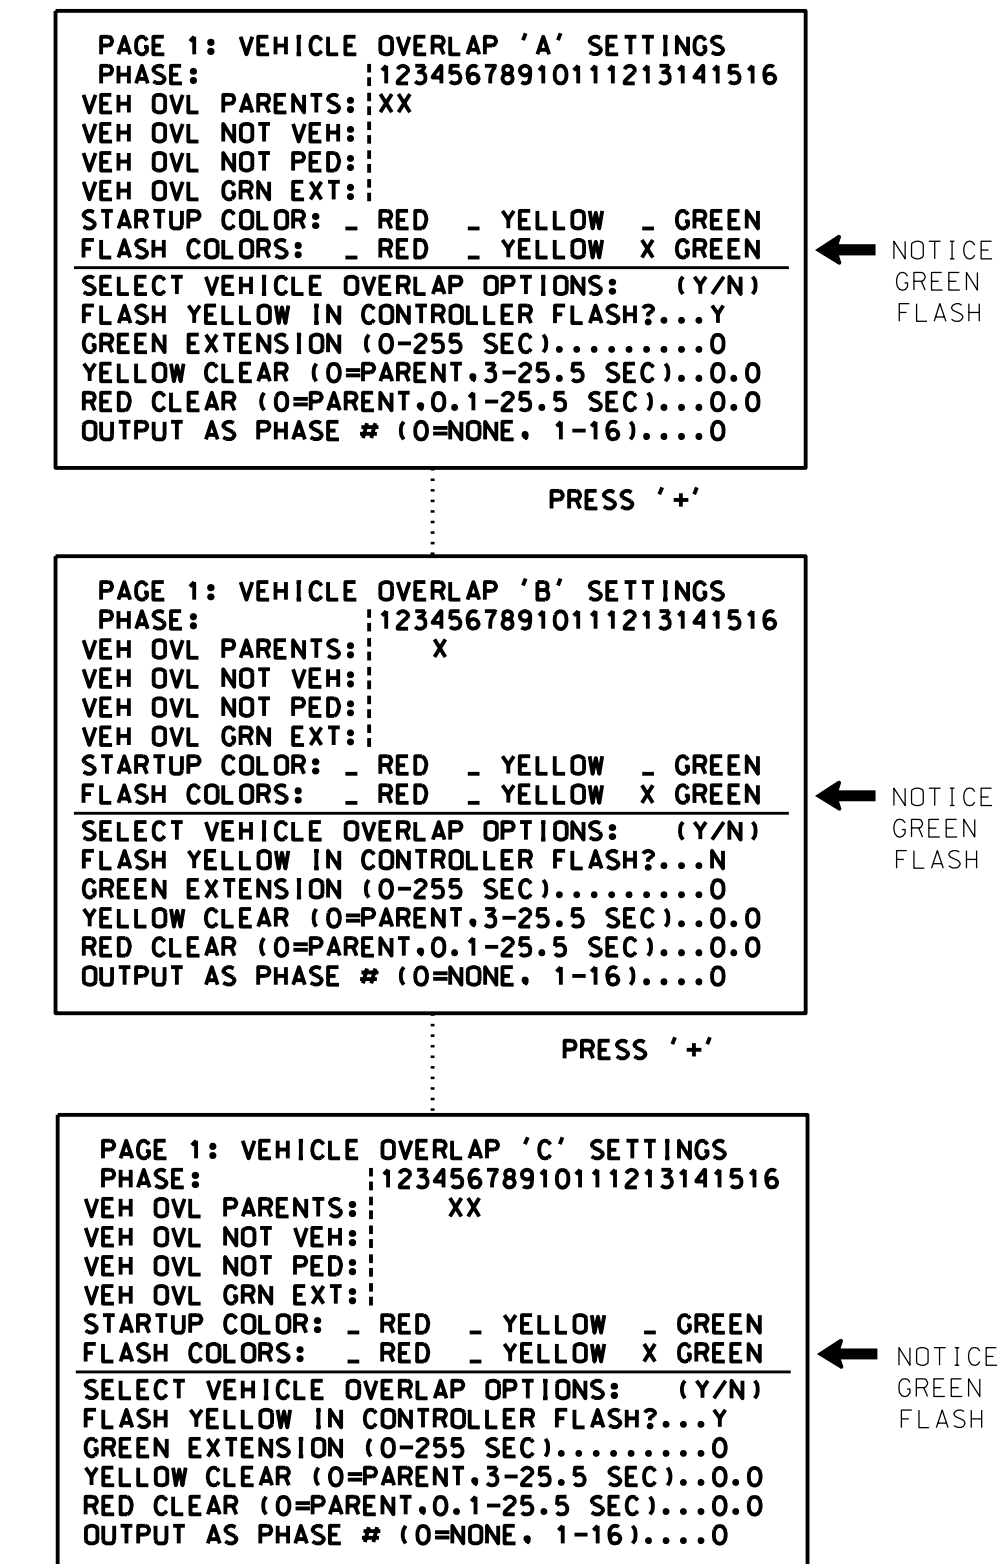 PAGE 1: VEHICLE OVERLAP 'A' SETTINGS
PHASE: ¦12345678910111213141516
VEH OVL PARENTS:¦XX
VEH OVL NOT VEH:¦
VEH OVL NOT PED:¦
VEH OVL GRN EXT:¦
STARTUP COLOR: _ RED _ YELLOW _ GREEN
FLASH COLORS: _ RED _ YELLOW X GREEN
NOTICE
GREEN
FLASH
SELECT VEHICLE OVERLAP OPTIONS: (Y/N)
FLASH YELLOW IN CONTROLLER FLASH?...Y
GREEN EXTENSION (0-255 SEC).........0
YELLOW CLEAR (0=PARENT,3-25.5 SEC)..0.0
RED CLEAR (0=PARENT,0.1-25.5 SEC)...0.0
OUTPUT AS PHASE # (0=NONE, 1-16)....0
PRESS '+'
PAGE 1: VEHICLE OVERLAP 'B' SETTINGS
PHASE: ¦12345678910111213141516
VEH OVL PARENTS:¦ X
VEH OVL NOT VEH:¦
VEH OVL NOT PED:¦
VEH OVL GRN EXT:¦
STARTUP COLOR: _ RED _ YELLOW _ GREEN
FLASH COLORS: _ RED _ YELLOW X GREEN
NOTICE
GREEN
FLASH
SELECT VEHICLE OVERLAP OPTIONS: (Y/N)
FLASH YELLOW IN CONTROLLER FLASH?...N
GREEN EXTENSION (0-255 SEC).........0
YELLOW CLEAR (0=PARENT,3-25.5 SEC)..0.0
RED CLEAR (0=PARENT,0.1-25.5 SEC)...0.0
OUTPUT AS PHASE # (0=NONE, 1-16)....0
PRESS '+'
PAGE 1: VEHICLE OVERLAP 'C' SETTINGS
PHASE: ¦12345678910111213141516
VEH OVL PARENTS:¦ XX
VEH OVL NOT VEH:¦
VEH OVL NOT PED:¦
VEH OVL GRN EXT:¦
STARTUP COLOR: _ RED _ YELLOW _ GREEN
FLASH COLORS: _ RED _ YELLOW X GREEN
NOTICE
GREEN
FLASH
SELECT VEHICLE OVERLAP OPTIONS: (Y/N)
FLASH YELLOW IN CONTROLLER FLASH?...Y
GREEN EXTENSION (0-255 SEC).........0
YELLOW CLEAR (0=PARENT,3-25.5 SEC)..0.0
RED CLEAR (0=PARENT,0.1-25.5 SEC)...0.0
OUTPUT AS PHASE # (0=NONE, 1-16)....0